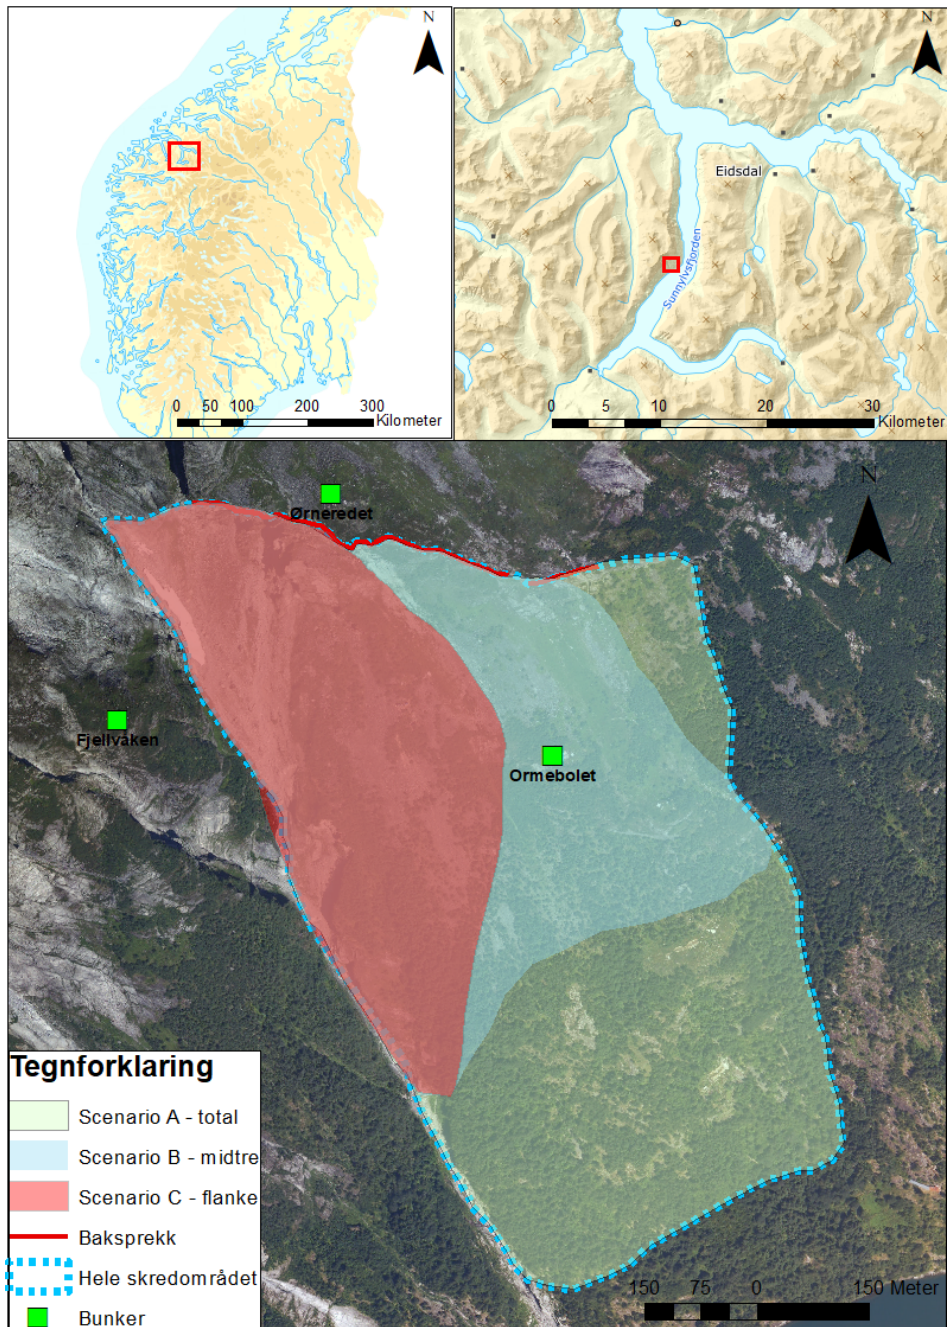 N
0 50 100 200 300
Kilometer
N
Eidsdal
Sunnylvsfjorden
0 5 10 20 30
Kilometer
N
Ørneredet
Fjellvåken
Ormebolet
Tegnforklaring
Scenario A - total
Scenario B - midtre
Scenario C - flanke
Baksprekk
Hele skredområdet
Bunker
150 75 0 150 Meter